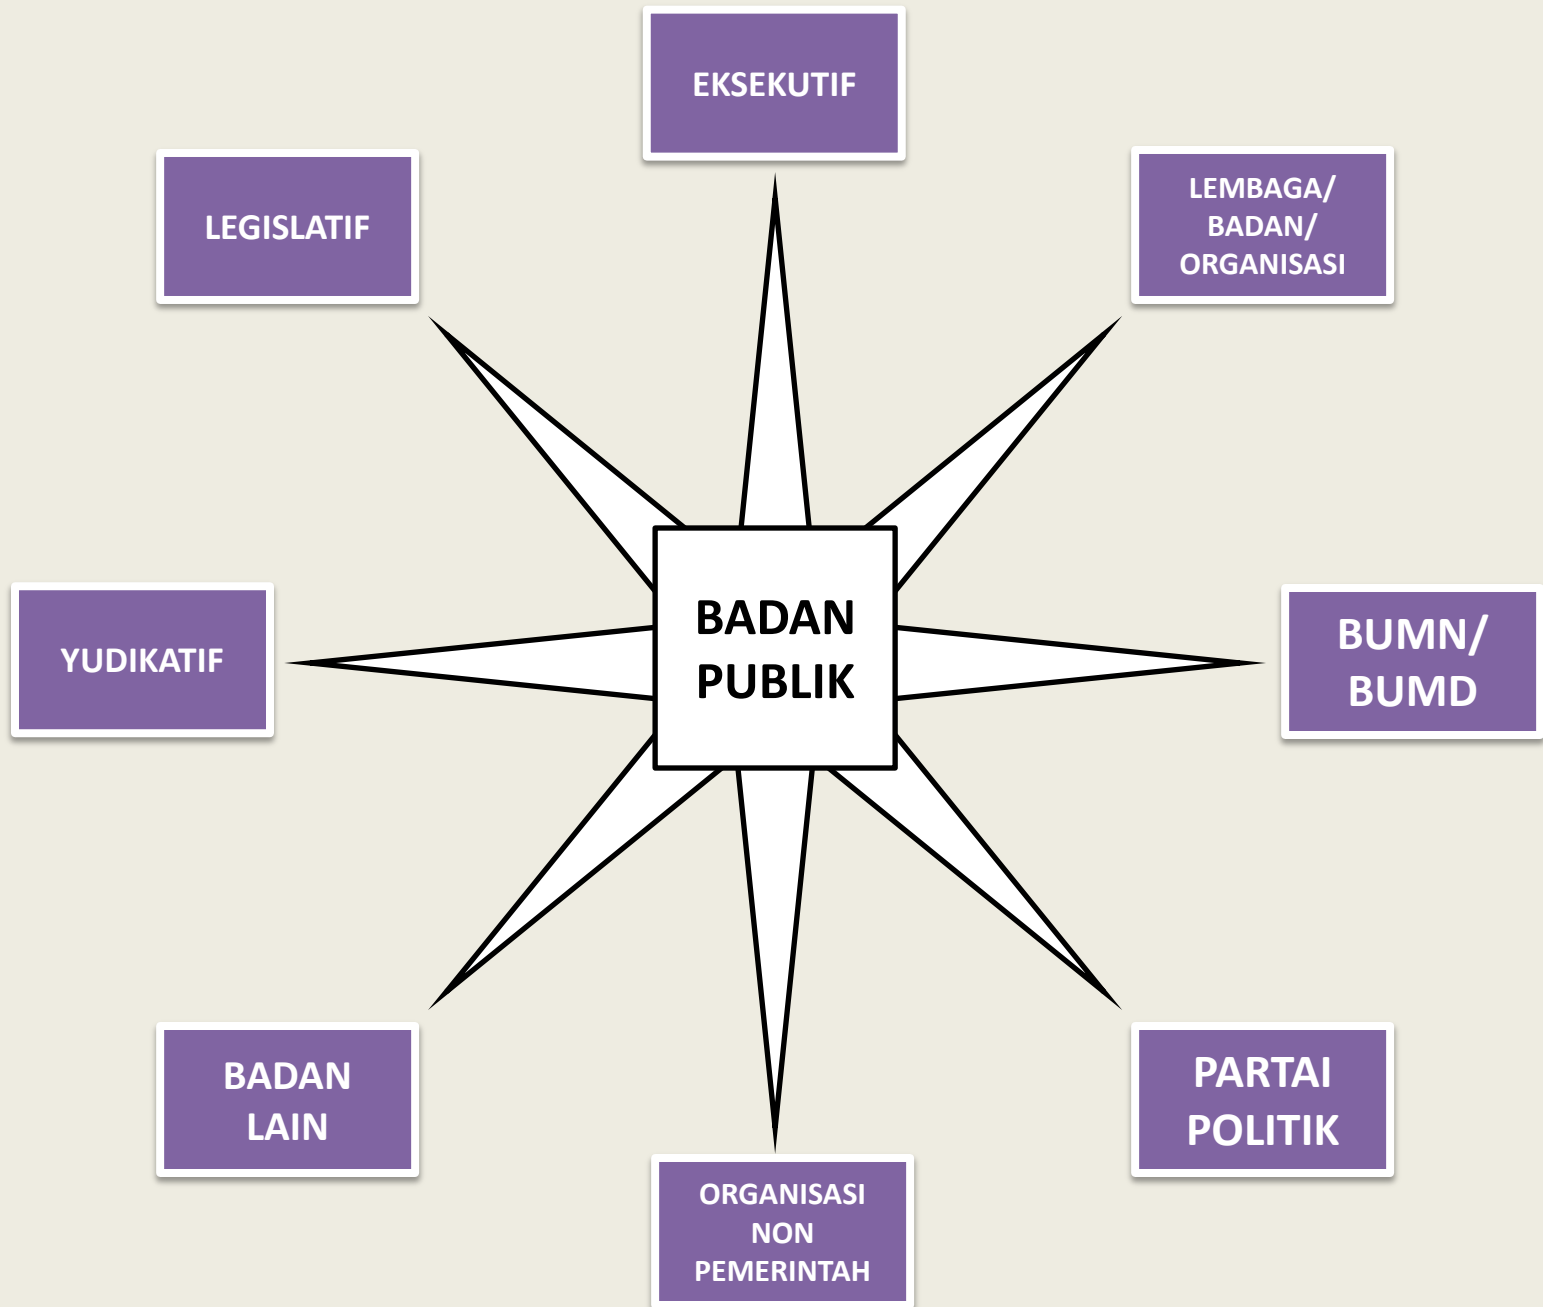 EKSEKUTIF
LEGISLATIF
LEMBAGA/
BADAN/
ORGANISASI
YUDIKATIF
BADAN
PUBLIK
BUMN/
BUMD
BADAN
LAIN
PARTAI
POLITIK
ORGANISASI
NON
PEMERINTAH